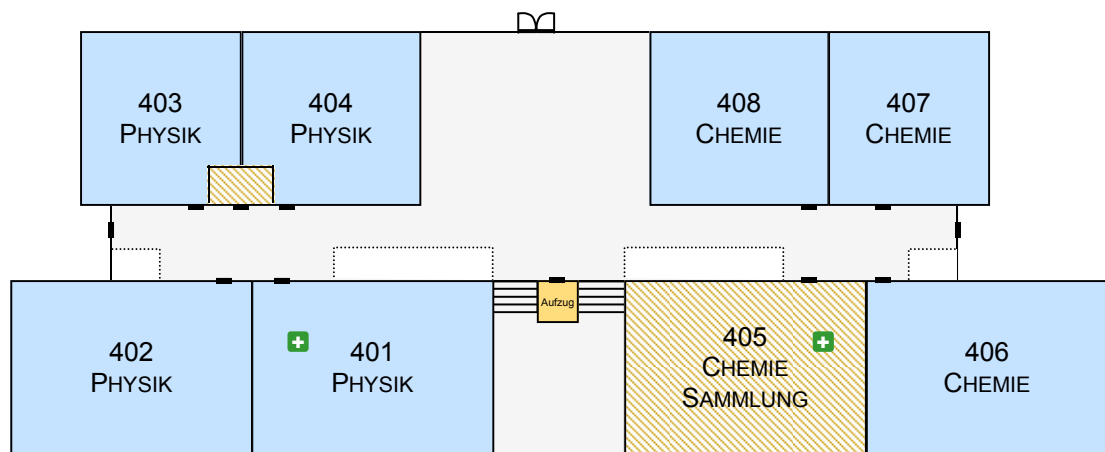 403
PHYSIK
404
PHYSIK
408
CHEMIE
407
CHEMIE
Aufzug
402
PHYSIK
401
PHYSIK
405
CHEMIE
SAMMLUNG
406
CHEMIE